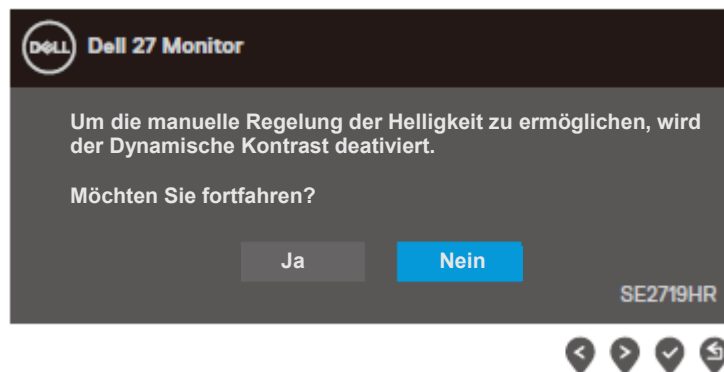 DELL Dell 27 Monitor
Um die manuelle Regelung der Helligkeit zu ermöglichen, wird
der Dynamische Kontrast deativiert.
Möchten Sie fortfahren?
Ja Nein
SE2719HR